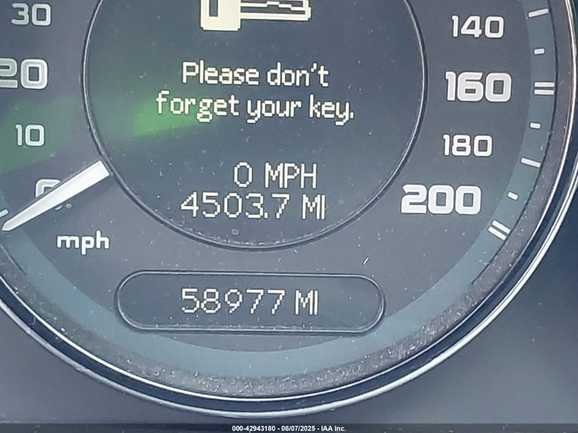 30
20
10
0
mph
Please don't
forget your key.
0 MPH
4503.7 MI
58977 MI
140
160
180
200
000-42943180 - 08/07/2025 - IAA Inc.